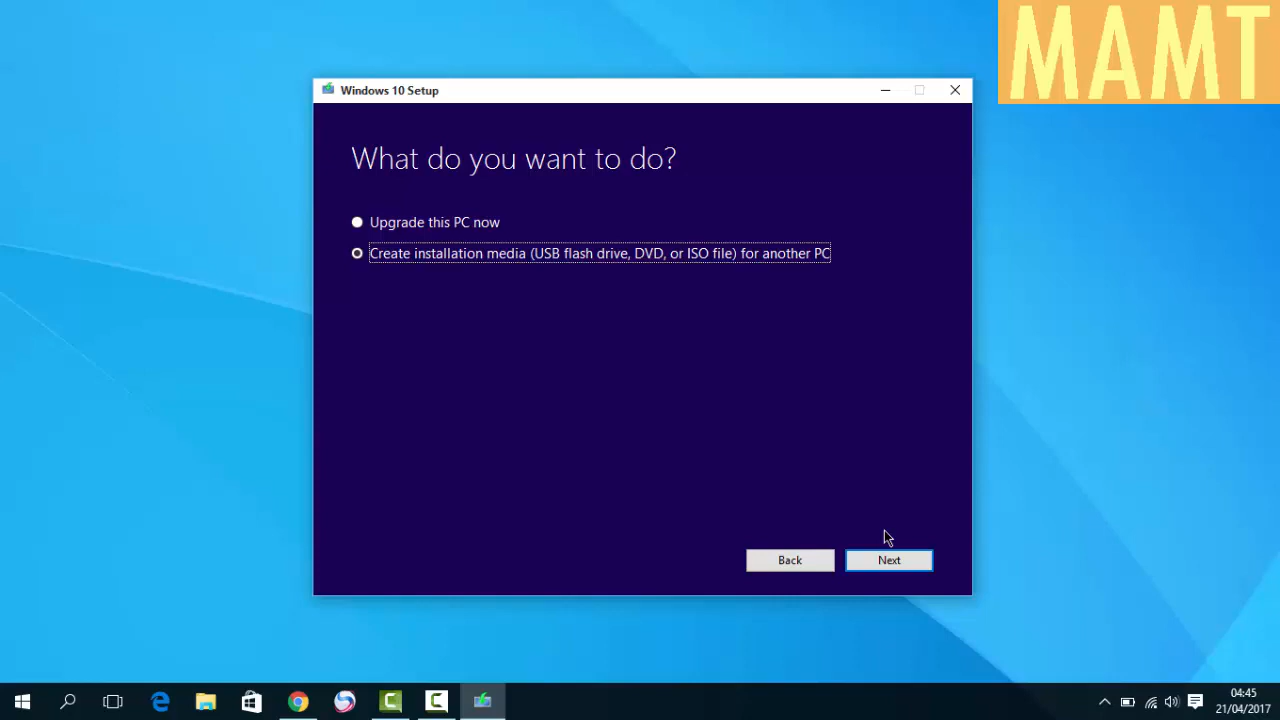 MAMT
Windows 10 Setup
What do you want to do?
Upgrade this PC now
Create installation media (USB flash drive, DVD, or ISO file) for another PC
Back
Next
04:45
21/04/2017